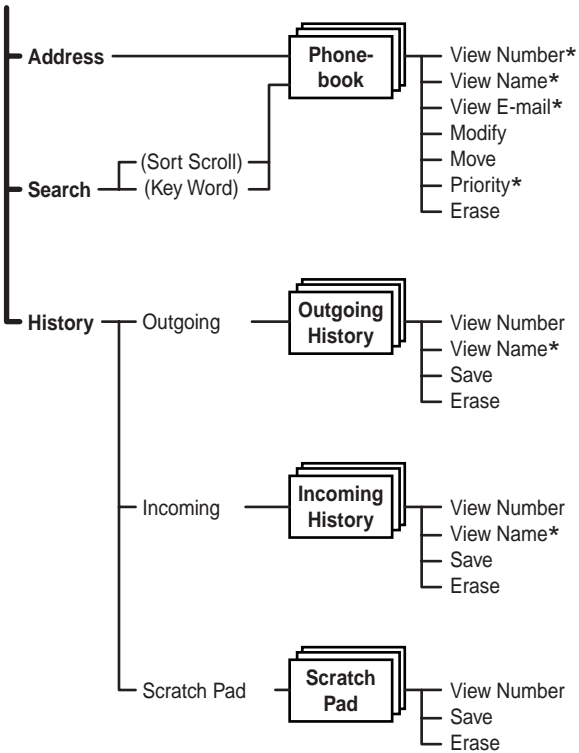 Address
Phone-
book
View Number*
View Name*
View E-mail*
Modify
Move
Priority*
Erase
Search
(Sort Scroll)
(Key Word)
History
Outgoing
Outgoing
History
View Number
View Name*
Save
Erase
Incoming
Incoming
History
View Number
View Name*
Save
Erase
Scratch Pad
Scratch
Pad
View Number
Save
Erase